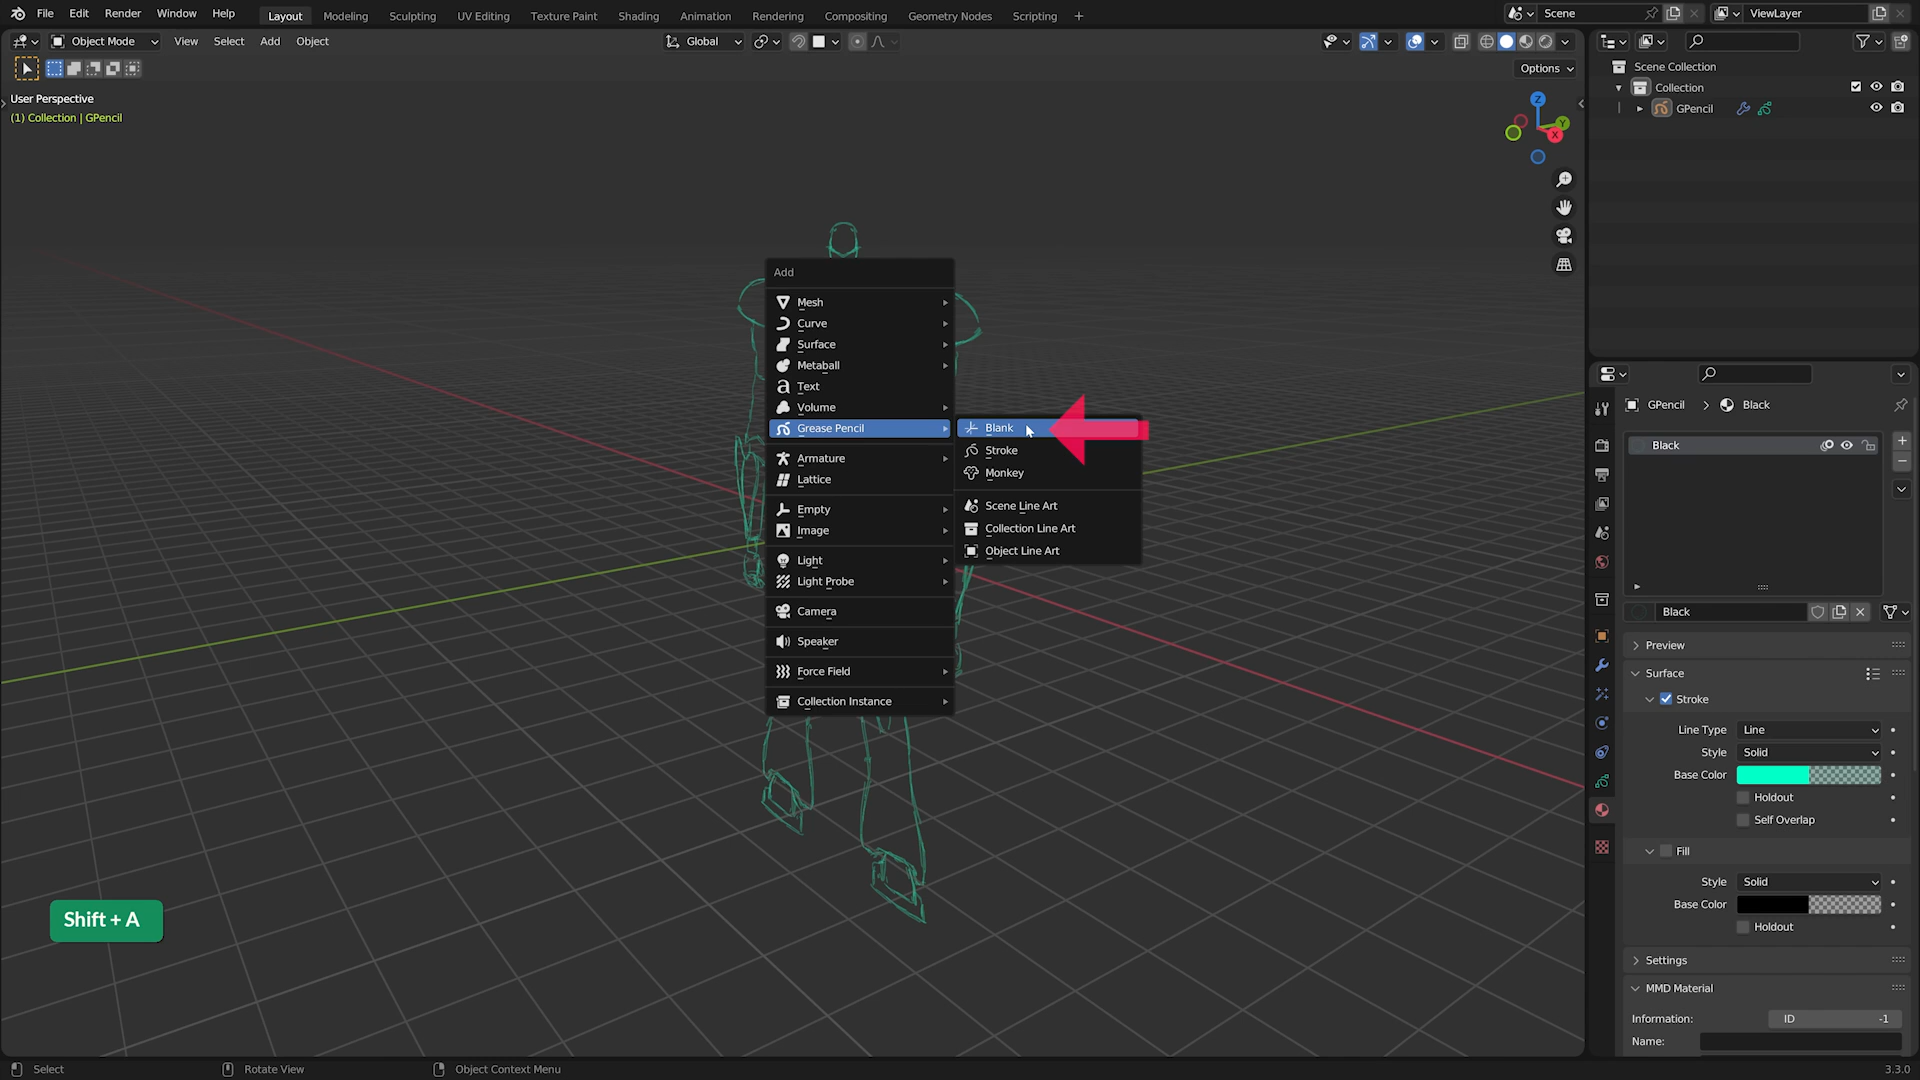 File Edit Render Window Help Layout Modeling Sculpting UV Editing Texture Paint Shading Animation Rendering Compositing Geometry Nodes Scripting + Scene ViewLayer
Object Mode View Select Add Object Global
Options
User Perspective
(1) Collection | GPencil
Z
Y
X
Scene Collection
Collection
GPencil
Add
Mesh
Curve
Surface
Metaball
Text
Volume
Grease Pencil
Armature
Lattice
Empty
Image
Light
Light Probe
Camera
Speaker
Force Field
Collection Instance
Blank
Stroke
Monkey
Scene Line Art
Collection Line Art
Object Line Art
GPencil Black
Black
Black
Preview
Surface
Stroke
Line Type Line
Style Solid
Base Color
Holdout
Self Overlap
Fill
Style Solid
Base Color
Holdout
Settings
MMD Material
Information: ID -1
Name:
Shift + A
Select Rotate View Object Context Menu 3.3.0